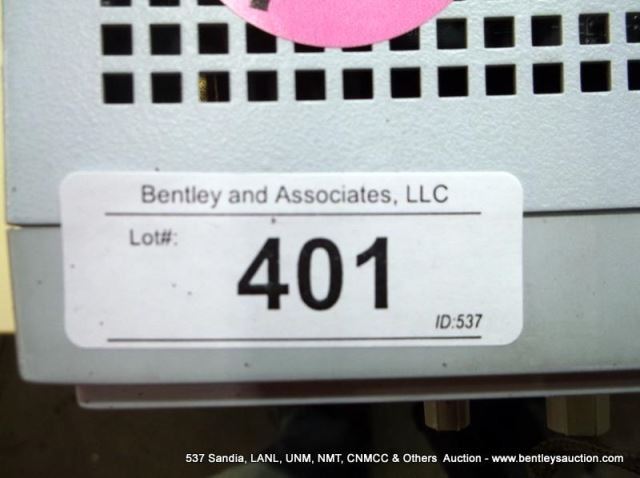 Bentley and Associates, LLC
Lot#:
401
ID:537
537 Sandia, LANL, UNM, NMT, CNMCC & Others Auction - www.bentleysauction.com